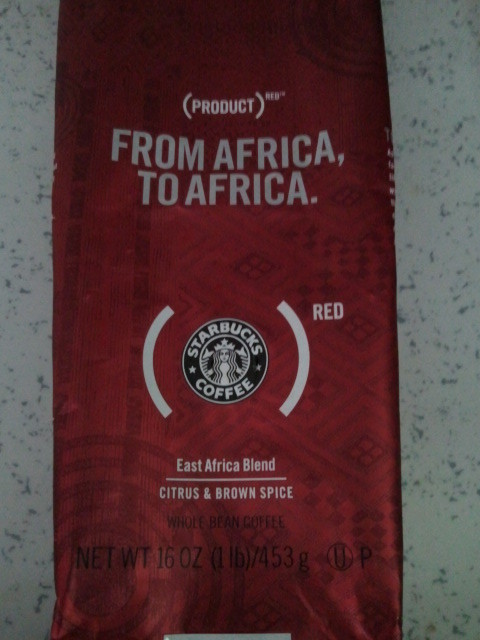 (PRODUCT)RED™
FROM AFRICA,
TO AFRICA.
RED
STARBUCKS
COFFEE
East Africa Blend
CITRUS & BROWN SPICE
WHOLE BEAN COFFEE
NET WT 16 OZ (1 lb)/453 g U P